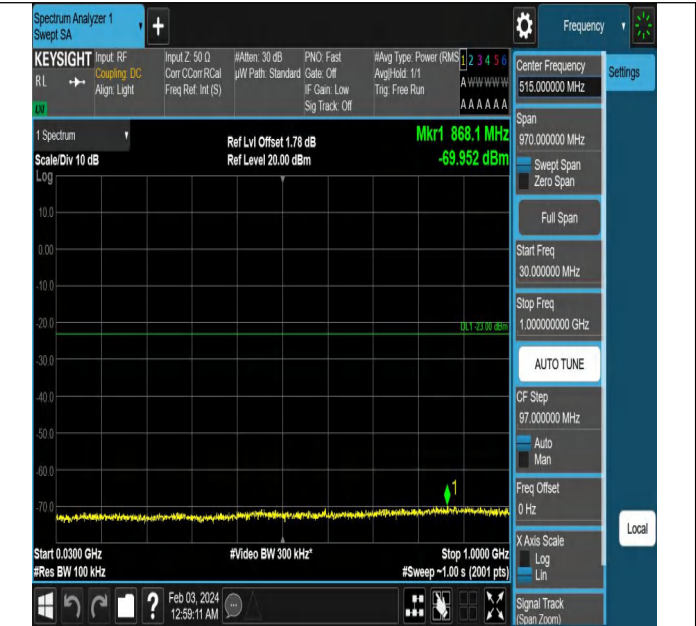 Spectrum Analyzer 1
Swept SA
+
Frequency
KEYSIGHT
RL
LXI
Input: RF
Coupling: DC
Align: Light
Input Z: 50 Ω
Corr CCorr RCal
Freq Ref: Int (S)
#Atten: 30 dB
µW Path: Standard
PNO: Fast
Gate: Off
IF Gain: Low
Sig Track: Off
#Avg Type: Power (RMS
Avg|Hold: 1/1
Trig: Free Run
1 2 3 4 5 6
A W W W W W
A A A A A A
1 Spectrum
Scale/Div 10 dB
Log
Ref Lvl Offset 1.78 dB
Ref Level 20.00 dBm
Mkr1 868.1 MHz
-69.952 dBm
10.0
0.00
-10.0
-20.0
DL1 -23.00 dBm
-30.0
-40.0
-50.0
-60.0
1
-70.0
Start 0.0300 GHz
#Res BW 100 kHz
#Video BW 300 kHz*
Stop 1.0000 GHz
#Sweep ~1.00 s (2001 pts)
?
Feb 03, 2024
12:59:11 AM
Center Frequency
515.000000 MHz
Settings
Span
970.000000 MHz
Swept Span
Zero Span
Full Span
Start Freq
30.000000 MHz
Stop Freq
1.000000000 GHz
AUTO TUNE
CF Step
97.000000 MHz
Auto
Man
Freq Offset
0 Hz
X Axis Scale
Log
Lin
Local
Signal Track
(Span Zoom)